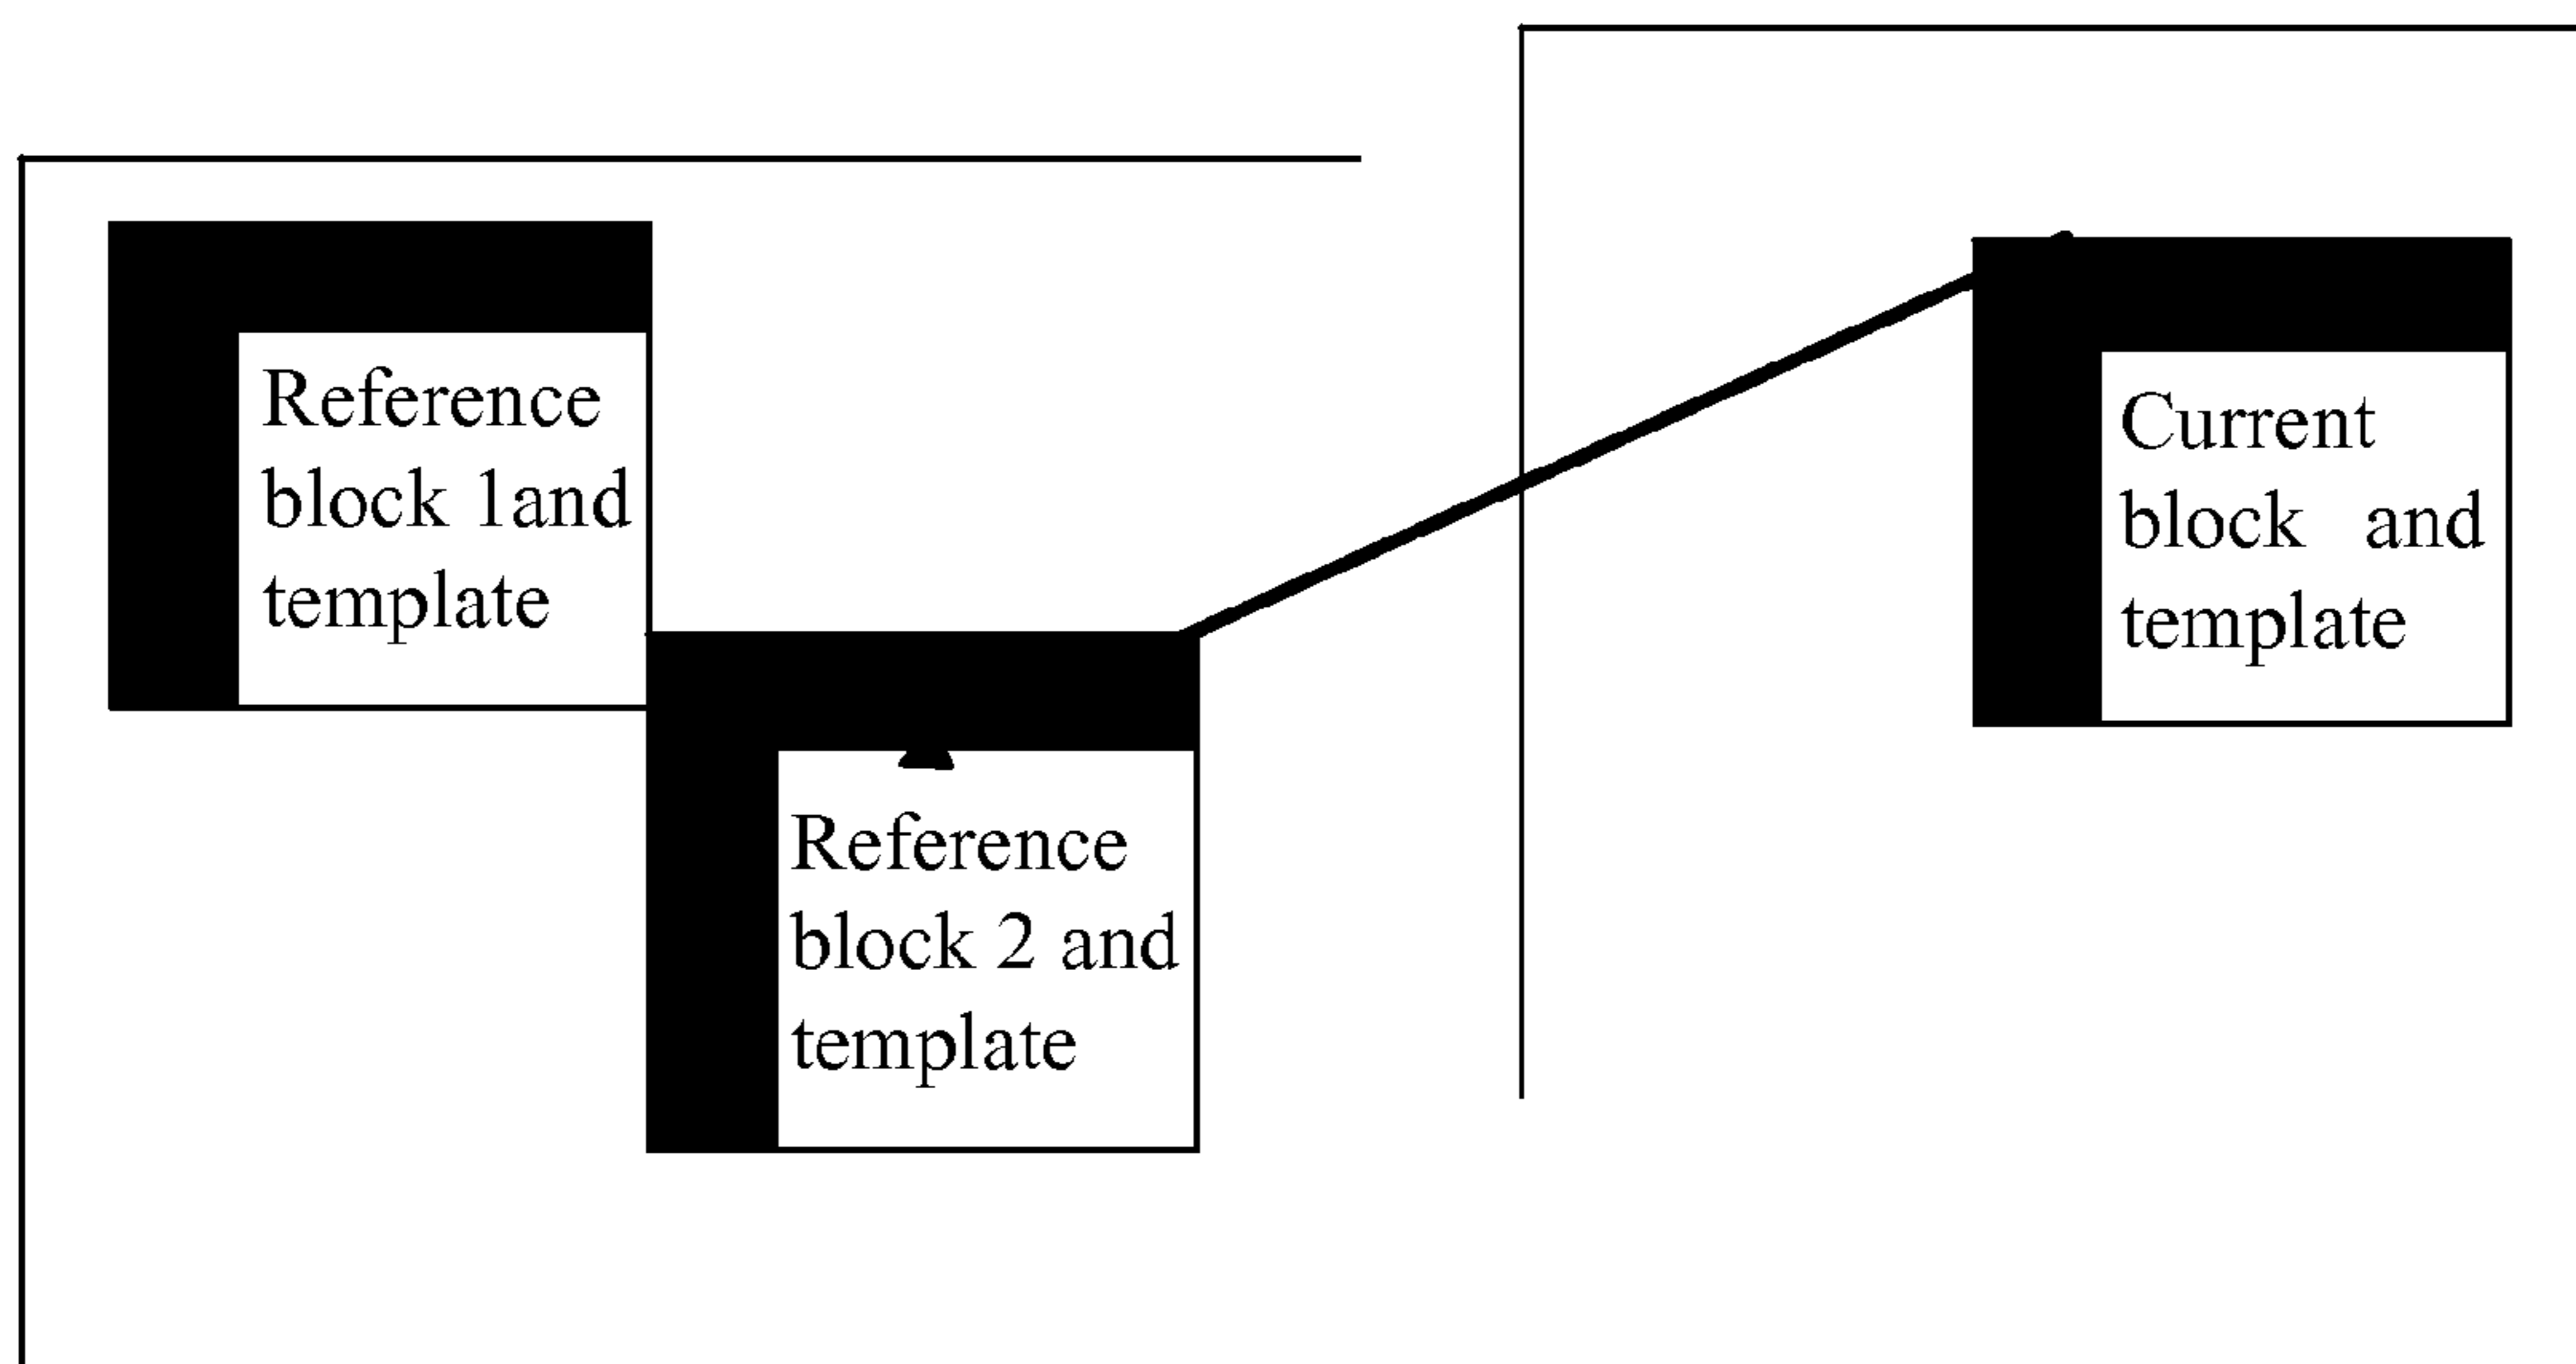 Reference
block 1and
template
Reference
block 2 and
template
Current
block and
template